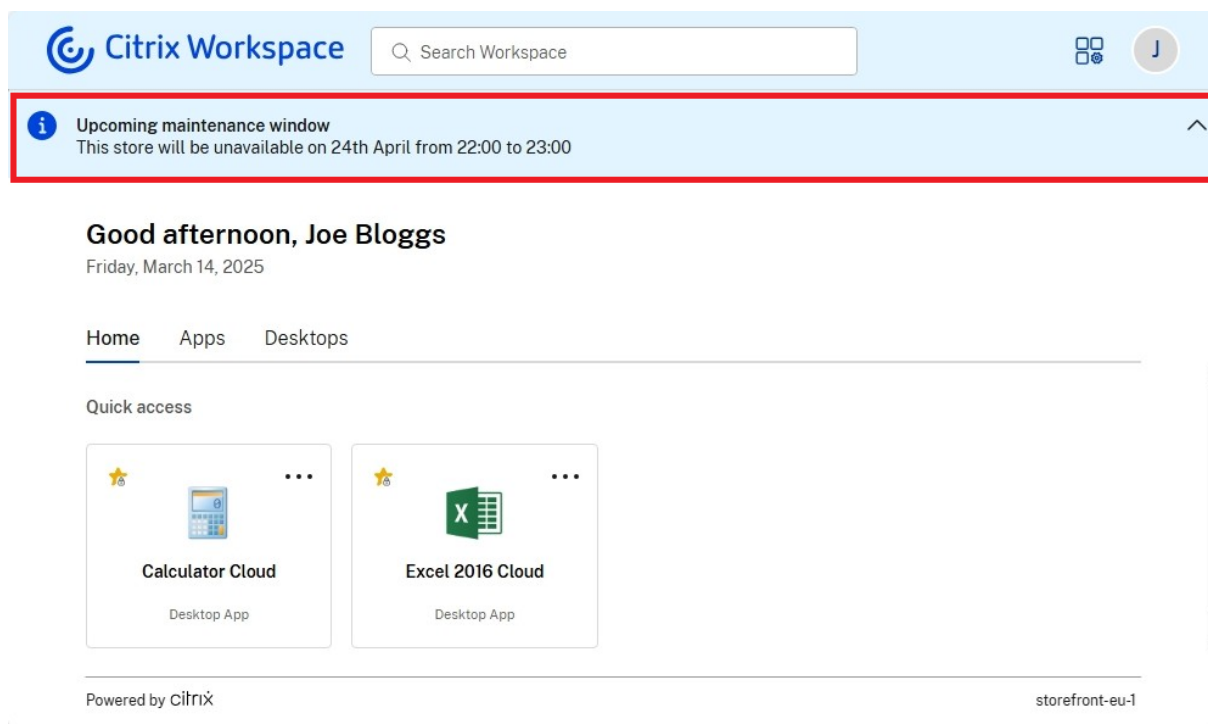 Citrix Workspace
Search Workspace
J
Upcoming maintenance window
This store will be unavailable on 24th April from 22:00 to 23:00
Good afternoon, Joe Bloggs
Friday, March 14, 2025
Home Apps Desktops
Quick access
Calculator Cloud
Desktop App
Excel 2016 Cloud
Desktop App
Powered by citrix
storefront-eu-1